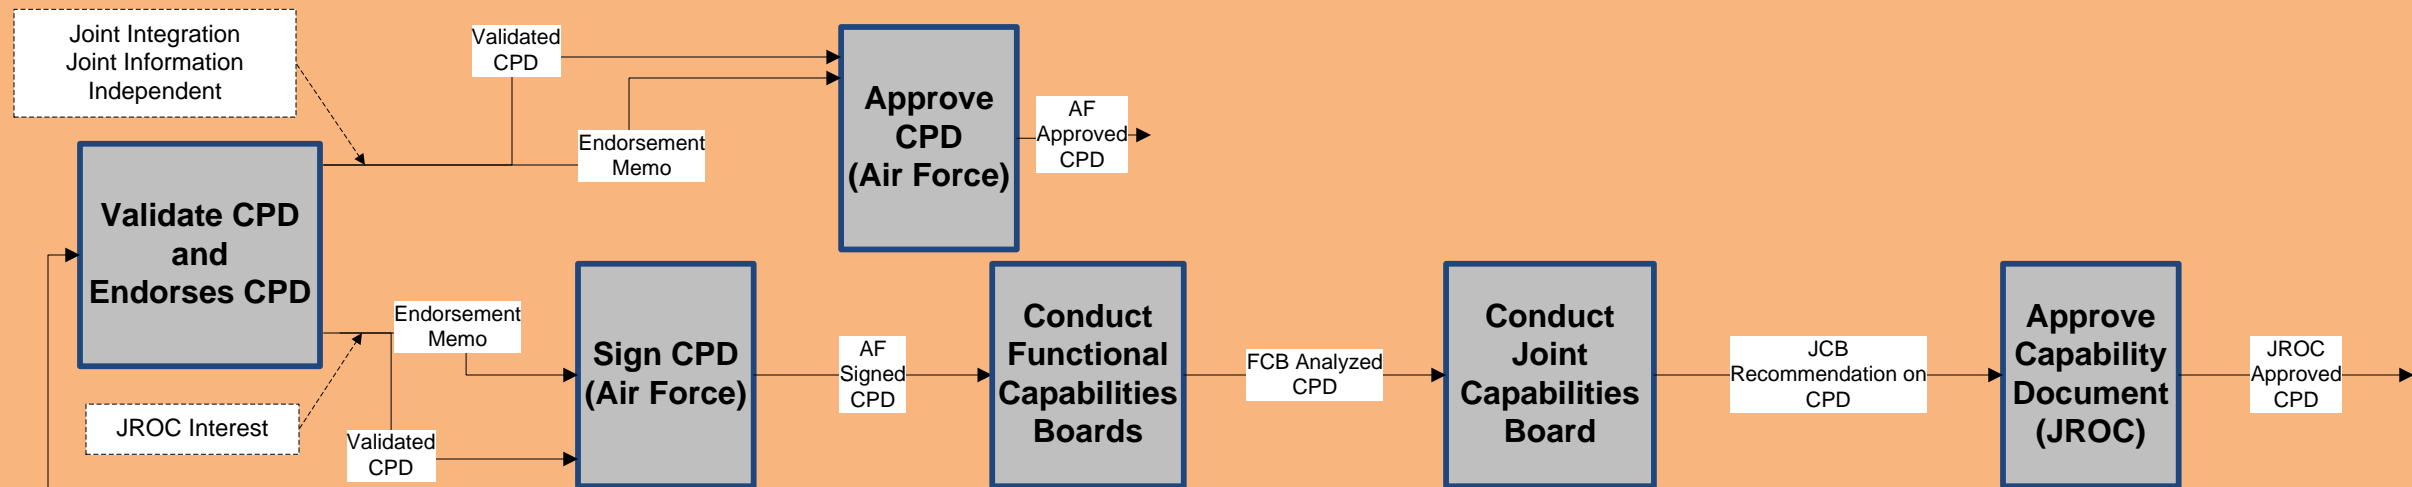 Joint Integration
Joint Information
Independent
Validated
CPD
Endorsement
Memo
Approve
CPD
(Air Force)
AF
Approved
CPD
Validate CPD
and
Endorses CPD
JROC Interest
Endorsement
Memo
Validated
CPD
Sign CPD
(Air Force)
AF
Signed
CPD
Conduct
Functional
Capabilities
Boards
FCB Analyzed
CPD
Conduct
Joint
Capabilities
Board
JCB
Recommendation on
CPD
Approve
Capability
Document
(JROC)
JROC
Approved
CPD